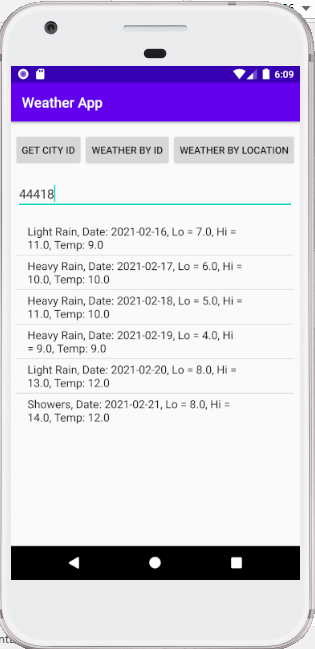 6:09
Weather App
GET CITY ID WEATHER BY ID WEATHER BY LOCATION
44418
Light Rain, Date: 2021-02-16, Lo = 7.0, Hi =
11.0, Temp: 9.0
Heavy Rain, Date: 2021-02-17, Lo = 6.0, Hi =
10.0, Temp: 10.0
Heavy Rain, Date: 2021-02-18, Lo = 5.0, Hi =
11.0, Temp: 10.0
Heavy Rain, Date: 2021-02-19, Lo = 4.0, Hi
= 9.0, Temp: 9.0
Light Rain, Date: 2021-02-20, Lo = 8.0, Hi =
13.0, Temp: 12.0
Showers, Date: 2021-02-21, Lo = 8.0, Hi =
14.0, Temp: 12.0